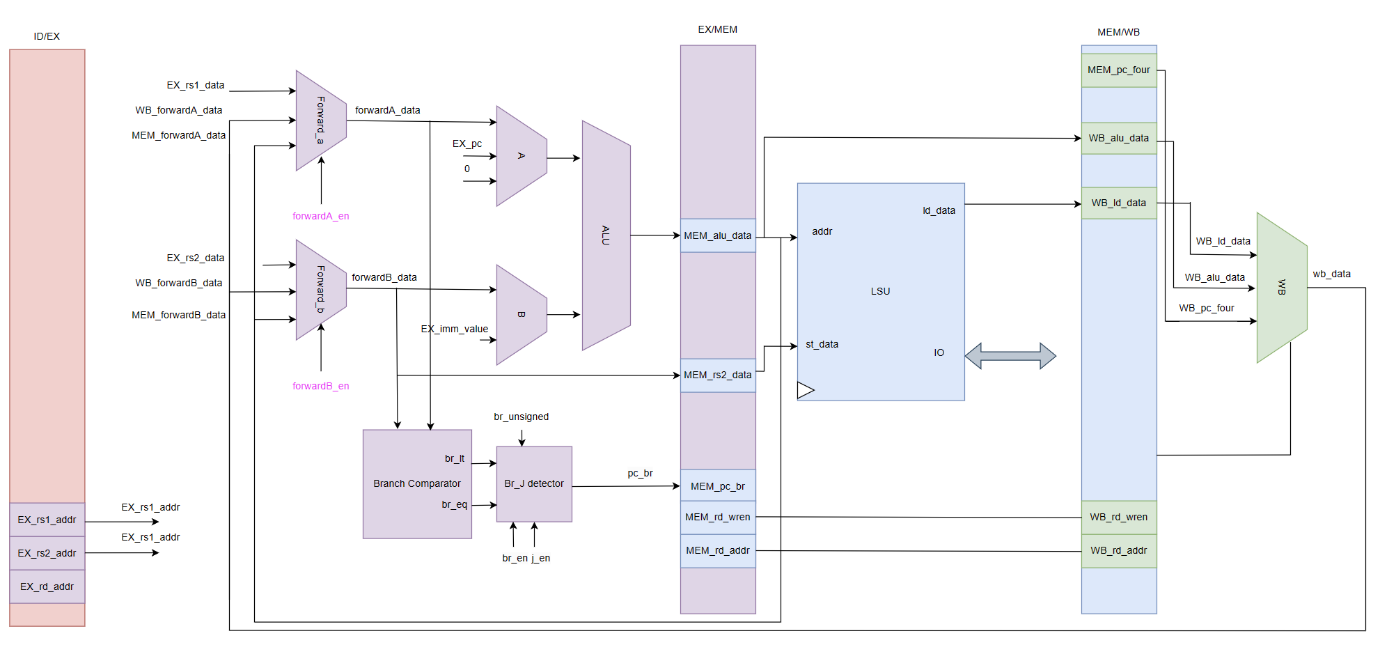 ID/EX
EX/MEM
MEM/WB
EX_rs1_data
WB_forwardA_data
MEM_forwardA_data
Forward_a
forwardA_data
forwardA_en
EX_pc
0
A
EX_rs2_data
WB_forwardB_data
MEM_forwardB_data
Forward_b
forwardB_data
forwardB_en
EX_imm_value
B
ALU
MEM_alu_data
MEM_rs2_data
MEM_pc_br
MEM_rd_wren
MEM_rd_addr
addr
ld_data
LSU
st_data
IO
MEM_pc_four
WB_alu_data
WB_ld_data
WB_ld_data
WB_alu_data
WB_pc_four
WB
wb_data
WB_rd_wren
WB_rd_addr
br_unsigned
br_lt
Branch Comparator
br_eq
Br_J detector
pc_br
br_en j_en
EX_rs1_addr
EX_rs1_addr
EX_rs2_addr
EX_rs1_addr
EX_rd_addr